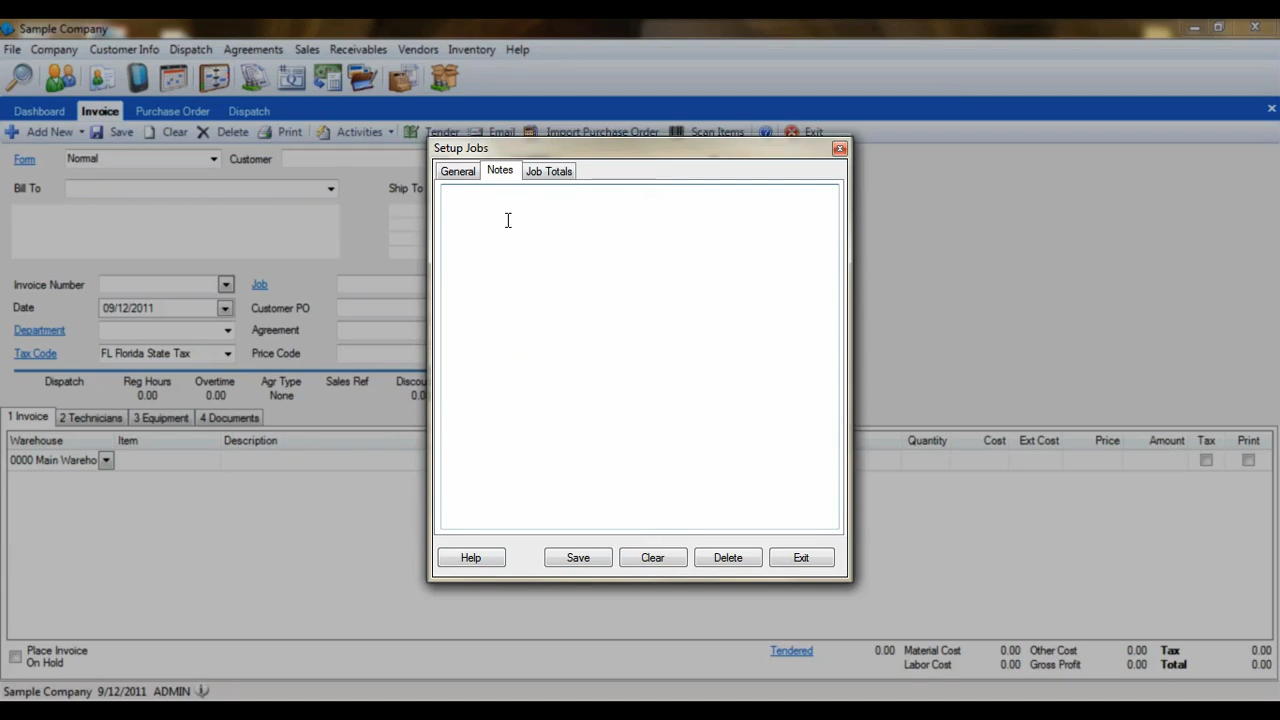 Sample Company
File Company Customer Info Dispatch Agreements Sales Receivables Vendors Inventory Help
Dashboard Invoice Purchase Order Dispatch
Add New Save Clear Delete Print Activities Tender Email Import Purchase Order Scan Items Exit
Setup Jobs
General Notes Job Totals
Form Normal Customer
Bill To Ship To
Invoice Number Job
Date 09/12/2011 Customer PO
Department Agreement
Tax Code FL Florida State Tax Price Code
Dispatch Reg Hours Overtime Agr Type Sales Ref
0.00 0.00 None
1 Invoice 2 Technicians 3 Equipment 4 Documents
Warehouse Item Description Quantity Cost Ext Cost Price Amount Tax Print
0000 Main Wareho
Help Save Clear Delete Exit
Place Invoice
On Hold
Tendered 0.00 Material Cost 0.00 Other Cost 0.00 Tax 0.00
Labor Cost 0.00 Gross Profit 0.00 Total 0.00
Sample Company 9/12/2011 ADMIN